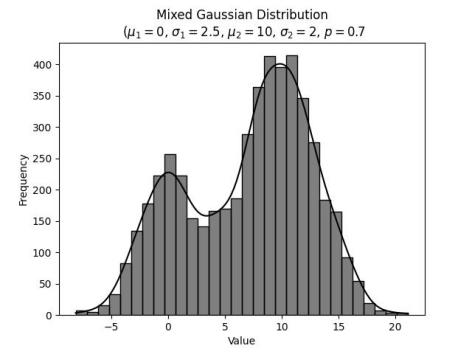 Mixed Gaussian Distribution
(μ₁ = 0, σ₁ = 2.5, μ₂ = 10, σ₂ = 2, p = 0.7
400
350
300
250
200
150
100
50
0
Frequency
−5 0 5 10 15 20
Value